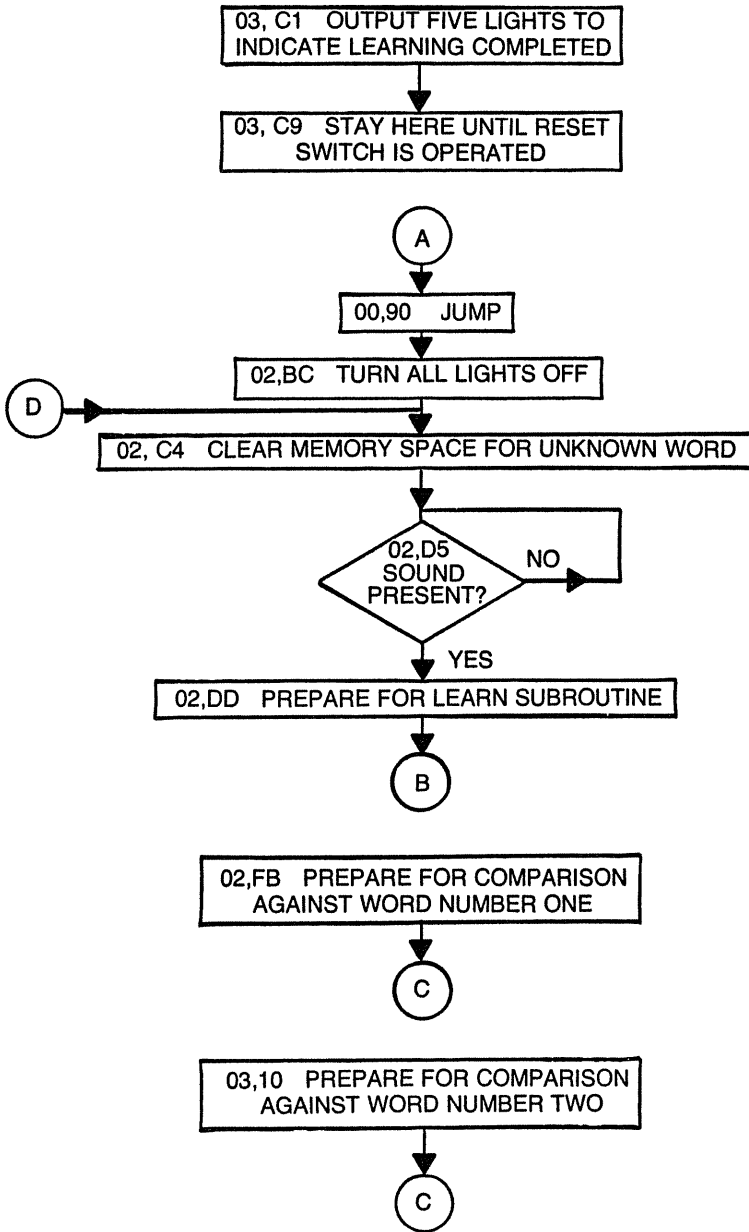 03, C1 OUTPUT FIVE LIGHTS TO
INDICATE LEARNING COMPLETED
03, C9 STAY HERE UNTIL RESET
SWITCH IS OPERATED
A
00,90 JUMP
02,BC TURN ALL LIGHTS OFF
D
02, C4 CLEAR MEMORY SPACE FOR UNKNOWN WORD
02,D5
SOUND
PRESENT?
NO
YES
02,DD PREPARE FOR LEARN SUBROUTINE
B
02,FB PREPARE FOR COMPARISON
AGAINST WORD NUMBER ONE
C
03,10 PREPARE FOR COMPARISON
AGAINST WORD NUMBER TWO
C